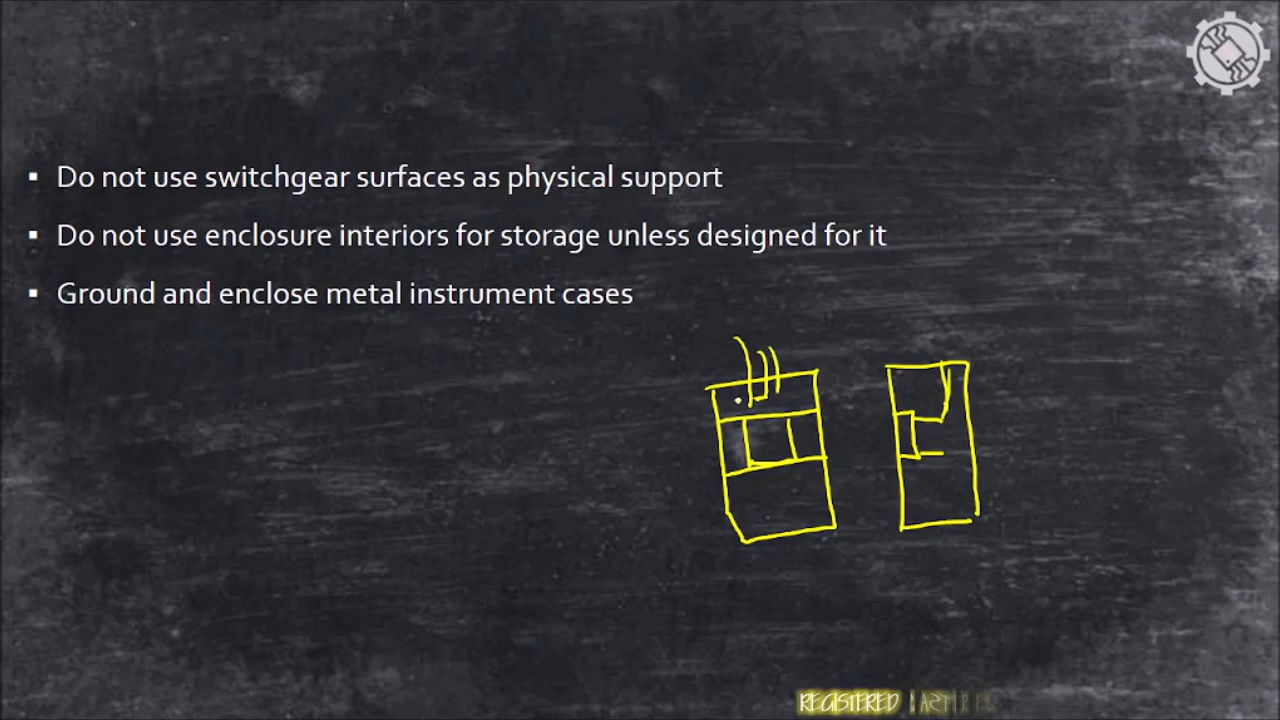 Do not use switchgear surfaces as physical support
Do not use enclosure interiors for storage unless designed for it
Ground and enclose metal instrument cases
REGISTERED